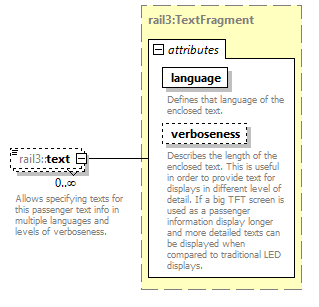 rail3:TextFragment
attributes
language
Defines that language of the
enclosed text.
verboseness
Describes the length of the
enclosed text. This is useful
in order to provide text for
displays in different level of
detail. If a big TFT screen is
used as a passenger
information display longer
and more detailed texts can
be displayed when
compared to traditional LED
displays.
rail3::text
0..∞
Allows specifying texts for
this passenger text info in
multiple languages and
levels of verboseness.